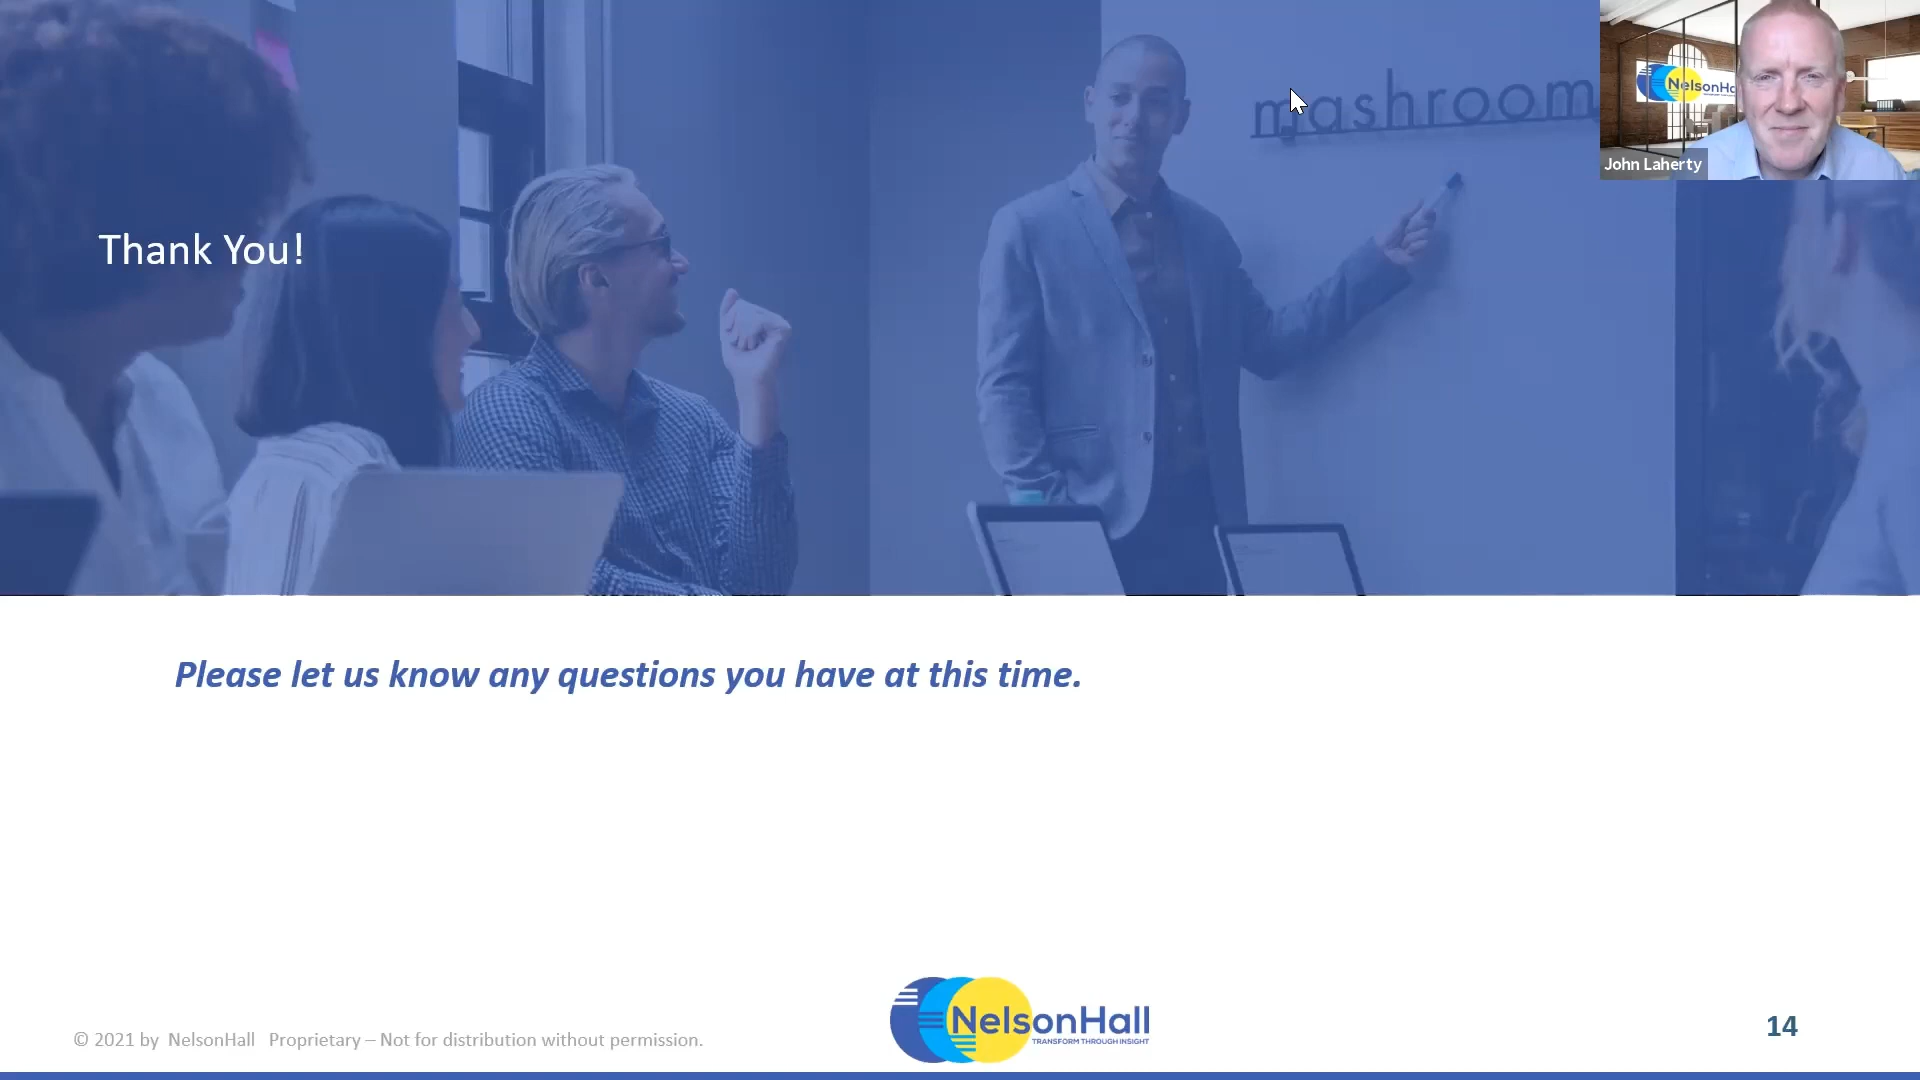 mashroom
NelsonHa
John Laherty
Thank You!
Please let us know any questions you have at this time.
© 2021 by NelsonHall Proprietary – Not for distribution without permission.
NelsonHall
TRANSFORM THROUGH INSIGHT
14